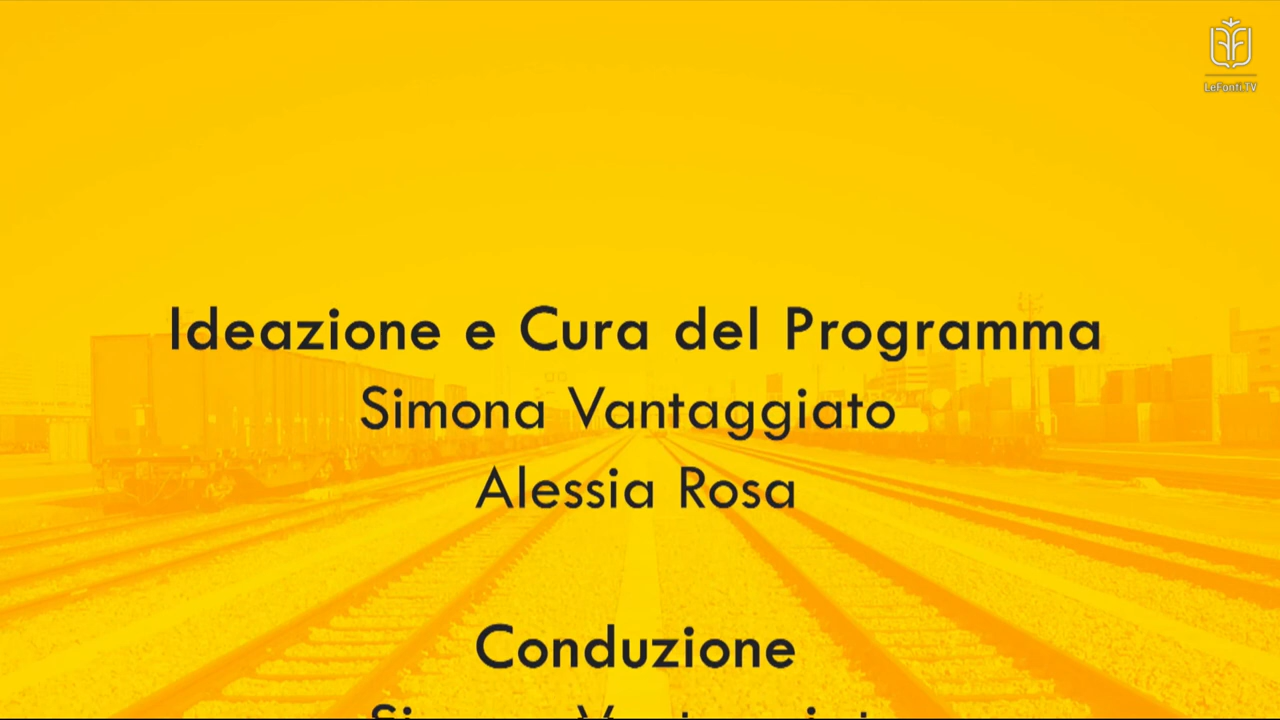 LeFonti.TV
Ideazione e Cura del Programma
Simona Vantaggiato
Alessia Rosa
Conduzione